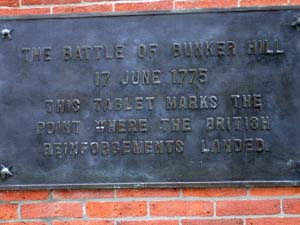 THE BATTLE OF BUNKER HILL
17 JUNE 1775
THIS TABLET MARKS THE
POINT WHERE THE BRITISH
REINFORCEMENTS LANDED.